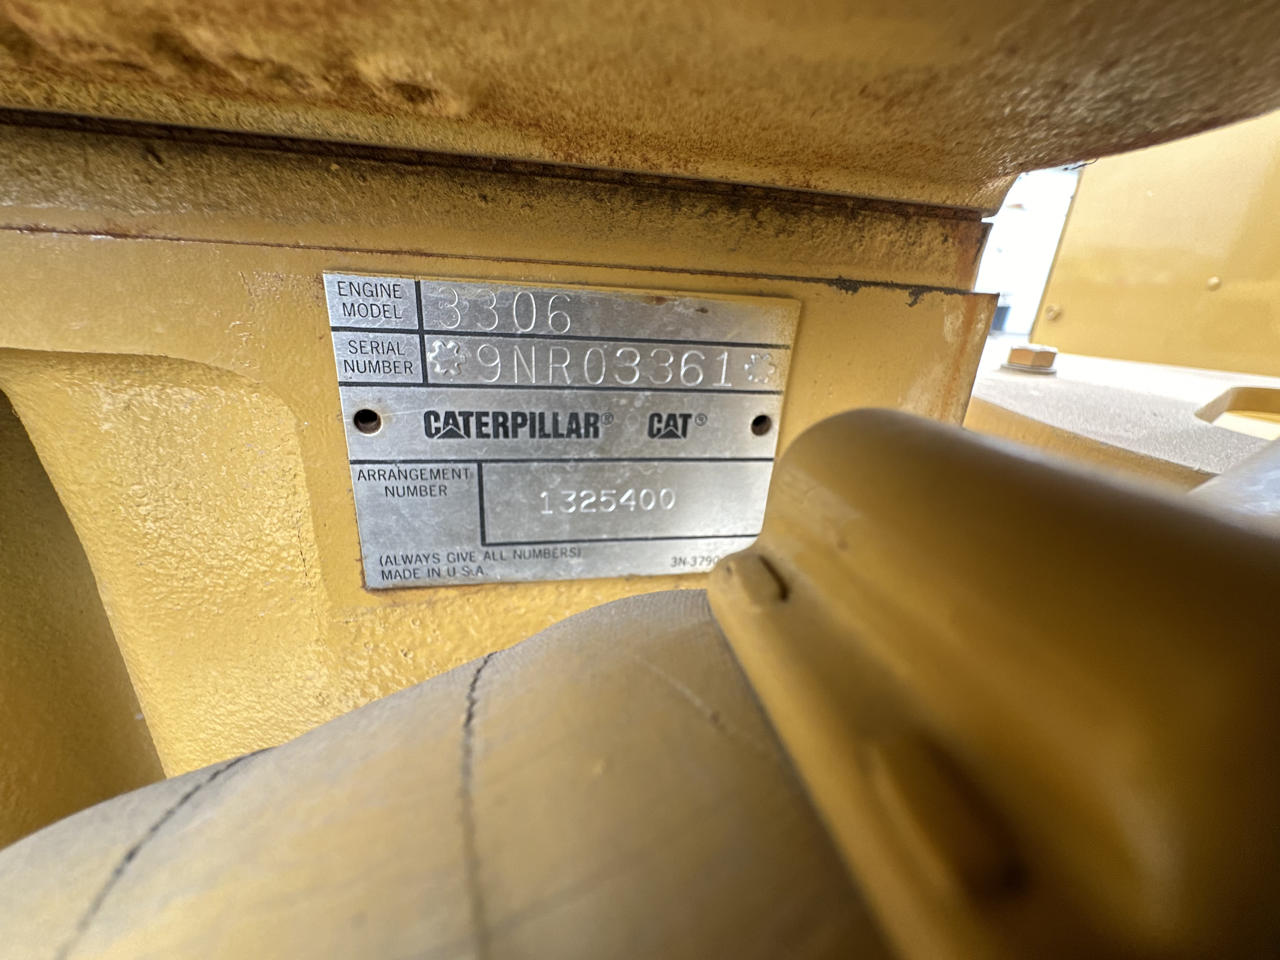 ENGINE MODEL 3306
SERIAL NUMBER 9NR03361
CATERPILLAR® CAT®
ARRANGEMENT NUMBER 1325400
(ALWAYS GIVE ALL NUMBERS)
MADE IN U.S.A.